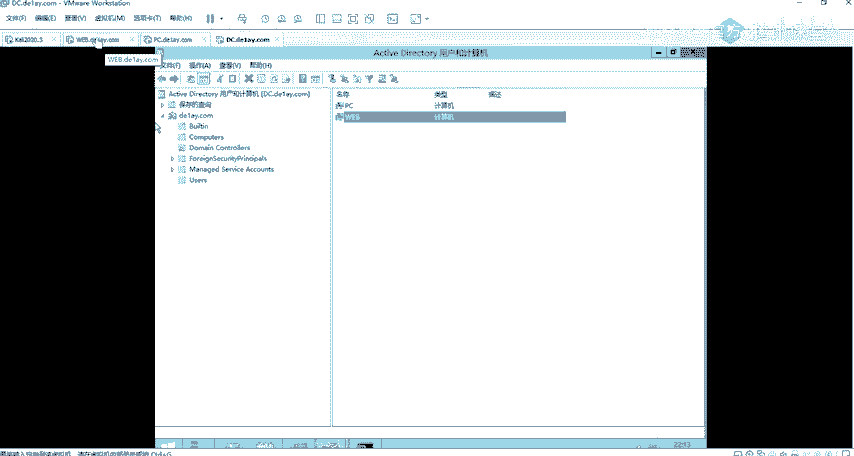 DC.de1ay.com - VMware Workstation
文件(F) 编辑(E) 查看(V) 虚拟机(M) 选项卡(T) 帮助(H)
Kali2020.3 WEB.de1ay.com PC.de1ay.com DC.de1ay.com
WEB.de1ay.com
Active Directory 用户和计算机
文件(F) 操作(A) 查看(V) 帮助(H)
Active Directory 用户和计算机 [DC.de1ay.com]
名称 类型 描述
保存的查询
PC 计算机
de1ay.com
WEB 计算机
Builtin
Computers
Domain Controllers
ForeignSecurityPrincipals
Managed Service Accounts
Users
22:13